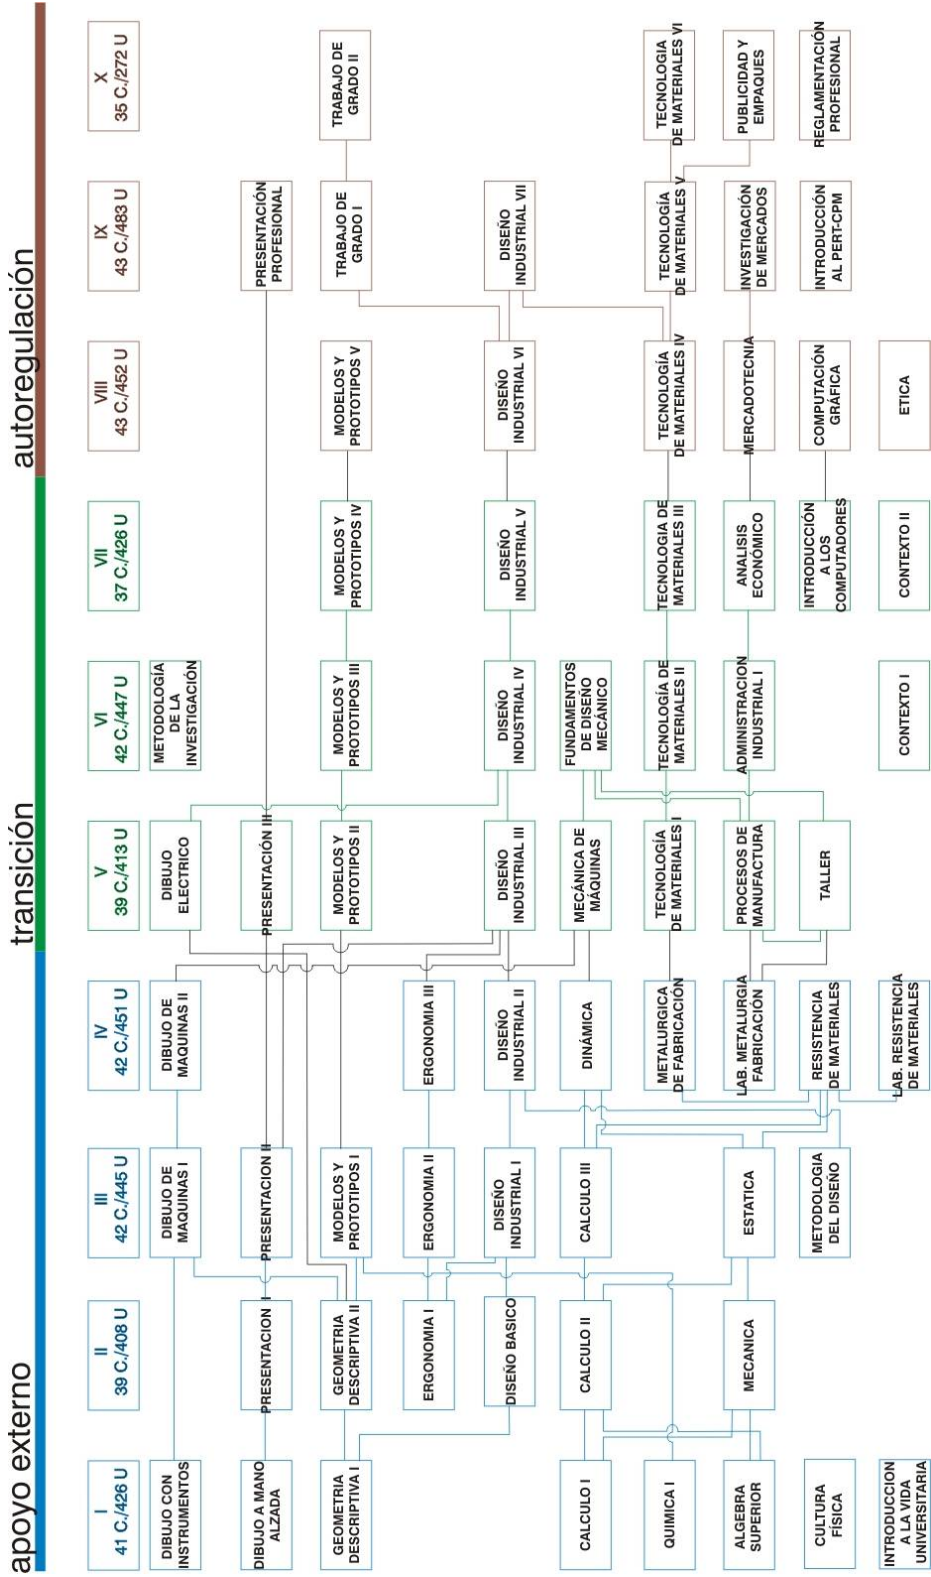 apoyo externo
transición
autoregulación
I
41 C./426 U
DIBUJO CON
INSTRUMENTOS
DIBUJO A MANO
ALZADA
GEOMETRIA
DESCRIPTIVA I
CALCULO I
QUIMICA I
ALGEBRA
SUPERIOR
CULTURA
FÍSICA
INTRODUCCION
A LA VIDA
UNIVERSITARIA
II
39 C./408 U
PRESENTACION I
GEOMETRIA
DESCRIPTIVA II
ERGONOMIA I
DISEÑO BASICO
CALCULO II
MECANICA
III
42 C./445 U
DIBUJO DE
MAQUINAS I
PRESENTACION II
MODELOS Y
PROTOTIPOS I
ERGONOMIA II
DISEÑO
INDUSTRIAL I
CALCULO III
ESTATICA
METODOLOGIA
DEL DISEÑO
IV
42 C./451 U
DIBUJO DE
MAQUINAS II
ERGONOMIA III
DISEÑO
INDUSTRIAL II
DINÁMICA
METALURGICA
DE FABRICACIÓN
LAB. METALURGIA
FABRICACIÓN
RESISTENCIA
DE MATERIALES
LAB. RESISTENCIA
DE MATERIALES
V
39 C./413 U
DIBUJO
ELECTRICO
PRESENTACIÓN III
MODELOS Y
PROTOTIPOS II
DISEÑO
INDUSTRIAL III
MECÁNICA DE
MÁQUINAS
TECNOLOGÍA
DE MATERIALES I
PROCESOS DE
MANUFACTURA
TALLER
VI
42 C./447 U
METODOLOGÍA
DE LA
INVESTIGACIÓN
MODELOS Y
PROTOTIPOS III
DISEÑO
INDUSTRIAL IV
FUNDAMENTOS
DE DISEÑO
MECÁNICO
TECNOLOGÍA DE
MATERIALES II
ADMINISTRACION
INDUSTRIAL I
CONTEXTO I
VII
37 C./426 U
MODELOS Y
PROTOTIPOS IV
DISEÑO
INDUSTRIAL V
TECNOLOGIA DE
MATERIALES III
ANALISIS
ECONÓMICO
INTRODUCCIÓN
A LOS
COMPUTADORES
CONTEXTO II
VIII
43 C./452 U
MODELOS Y
PROTOTIPOS V
DISEÑO
INDUSTRIAL VI
TECNOLOGÍA
DE MATERIALES IV
MERCADOTECNIA
COMPUTACIÓN
GRÁFICA
ETICA
IX
43 C./483 U
PRESENTACIÓN
PROFESIONAL
TRABAJO DE
GRADO I
DISEÑO
INDUSTRIAL VII
TECNOLOGÍA
DE MATERIALES V
INVESTIGACIÓN
DE MERCADOS
INTRODUCCIÓN
AL PERT-CPM
X
35 C./272 U
TRABAJO DE
GRADO II
TECNOLOGIA
DE MATERIALES VI
PUBLICIDAD Y
EMPAQUES
REGLAMENTACIÓN
PROFESIONAL